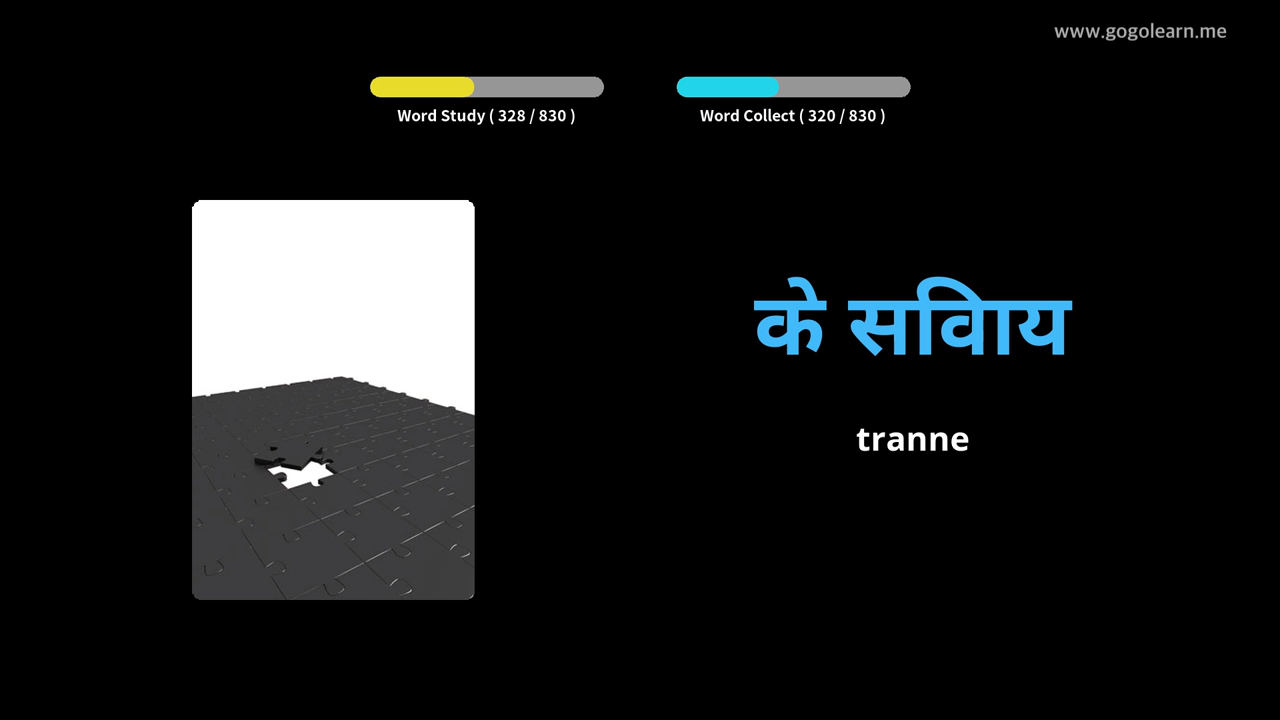 www.gogolearn.me
Word Study ( 328 / 830 )
Word Collect ( 320 / 830 )
के सविाय
tranne